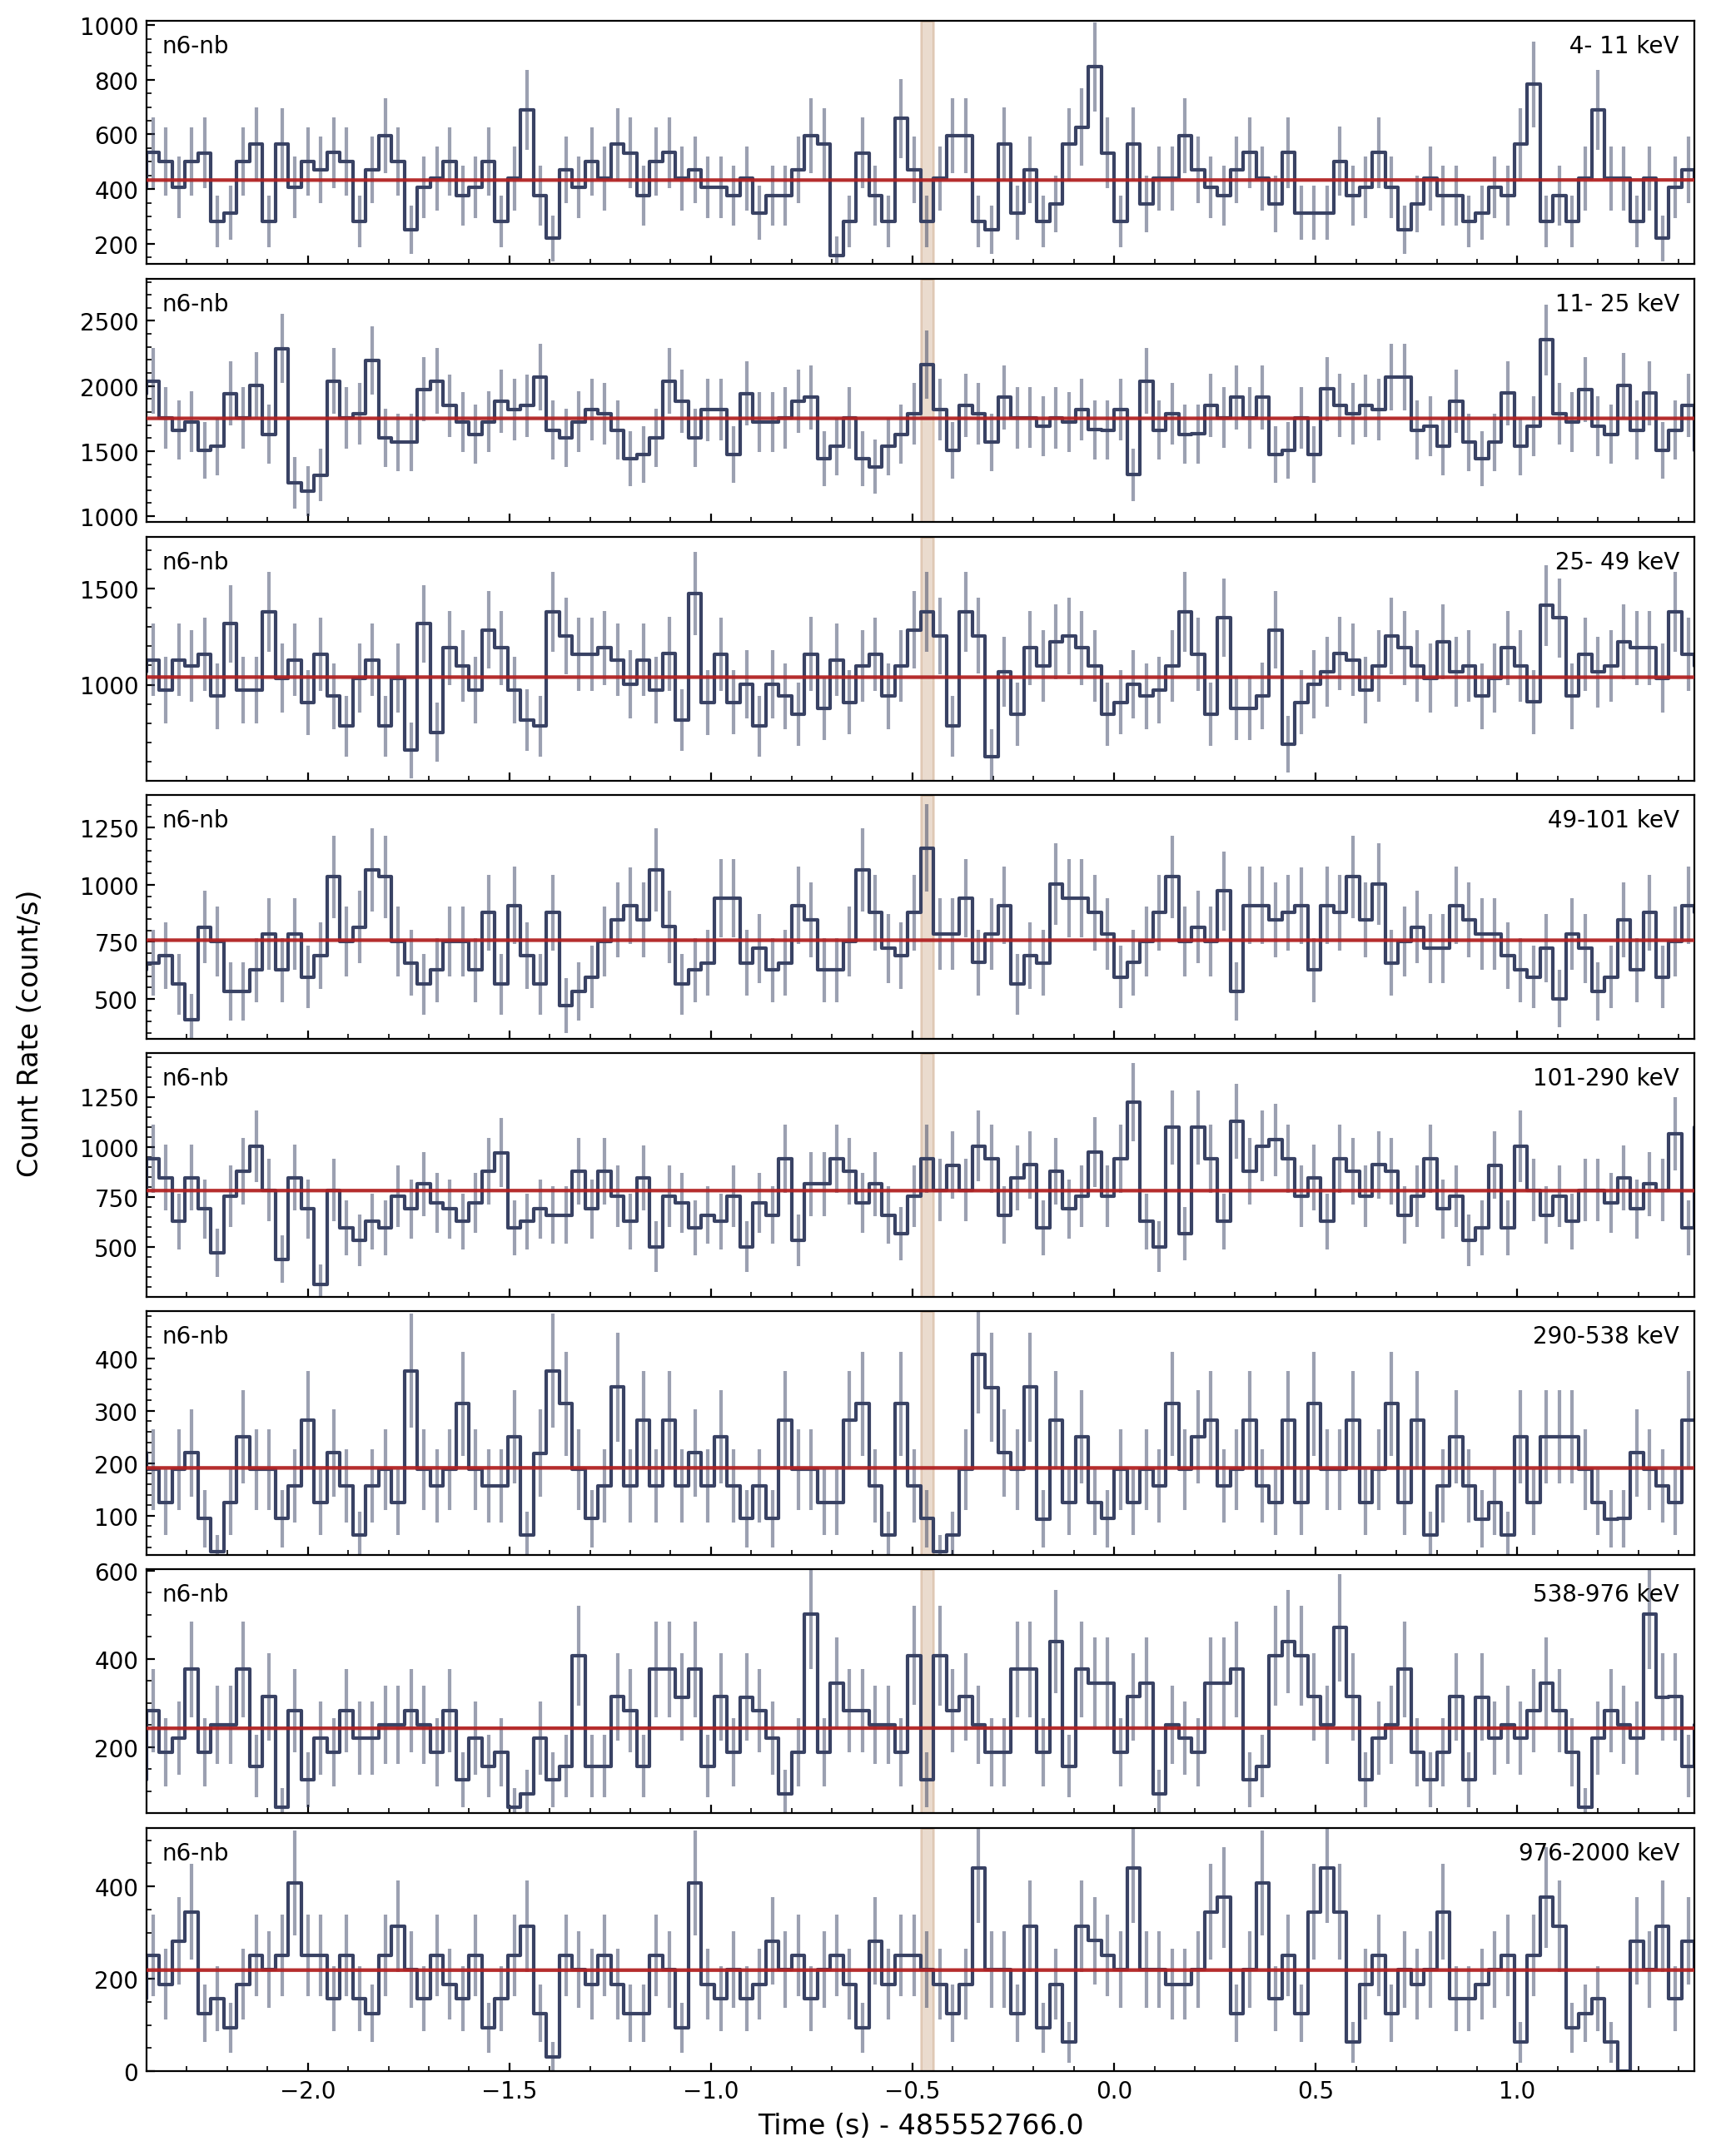 n6-nb 4- 11 keV
1000
800
600
400
200
n6-nb 11- 25 keV
2500
2000
1500
1000
n6-nb 25- 49 keV
1500
1000
n6-nb 49-101 keV
1250
1000
750
500
n6-nb 101-290 keV
1250
1000
750
500
n6-nb 290-538 keV
400
300
200
100
n6-nb 538-976 keV
600
400
200
n6-nb 976-2000 keV
400
200
0
−2.0 −1.5 −1.0 −0.5 0.0 0.5 1.0
Time (s) - 485552766.0
Count Rate (count/s)